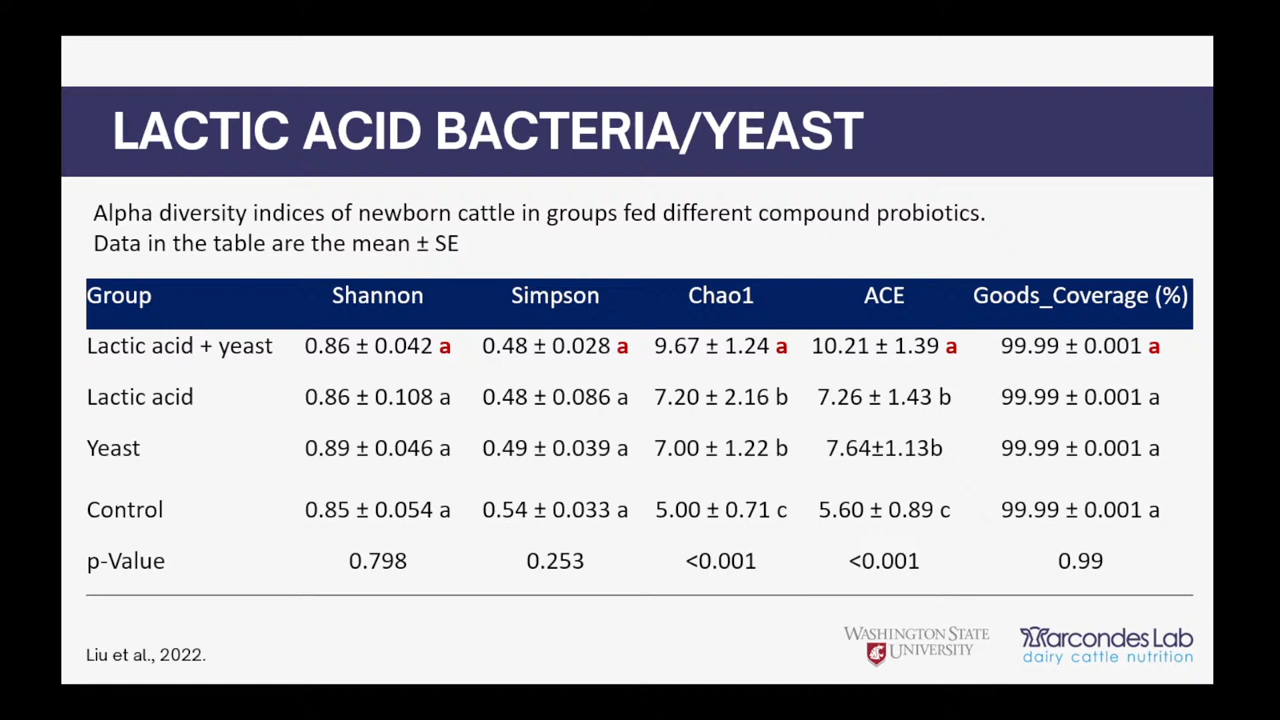 LACTIC ACID BACTERIA/YEAST
Alpha diversity indices of newborn cattle in groups fed different compound probiotics.
Data in the table are the mean ± SE
Group Shannon Simpson Chao1 ACE Goods_Coverage (%)
Lactic acid + yeast 0.86 ± 0.042 a 0.48 ± 0.028 a 9.67 ± 1.24 a 10.21 ± 1.39 a 99.99 ± 0.001 a
Lactic acid 0.86 ± 0.108 a 0.48 ± 0.086 a 7.20 ± 2.16 b 7.26 ± 1.43 b 99.99 ± 0.001 a
Yeast 0.89 ± 0.046 a 0.49 ± 0.039 a 7.00 ± 1.22 b 7.64±1.13b 99.99 ± 0.001 a
Control 0.85 ± 0.054 a 0.54 ± 0.033 a 5.00 ± 0.71 c 5.60 ± 0.89 c 99.99 ± 0.001 a
p-Value 0.798 0.253 <0.001 <0.001 0.99
Liu et al., 2022.
WASHINGTON STATE
UNIVERSITY
Marcondes Lab
dairy cattle nutrition